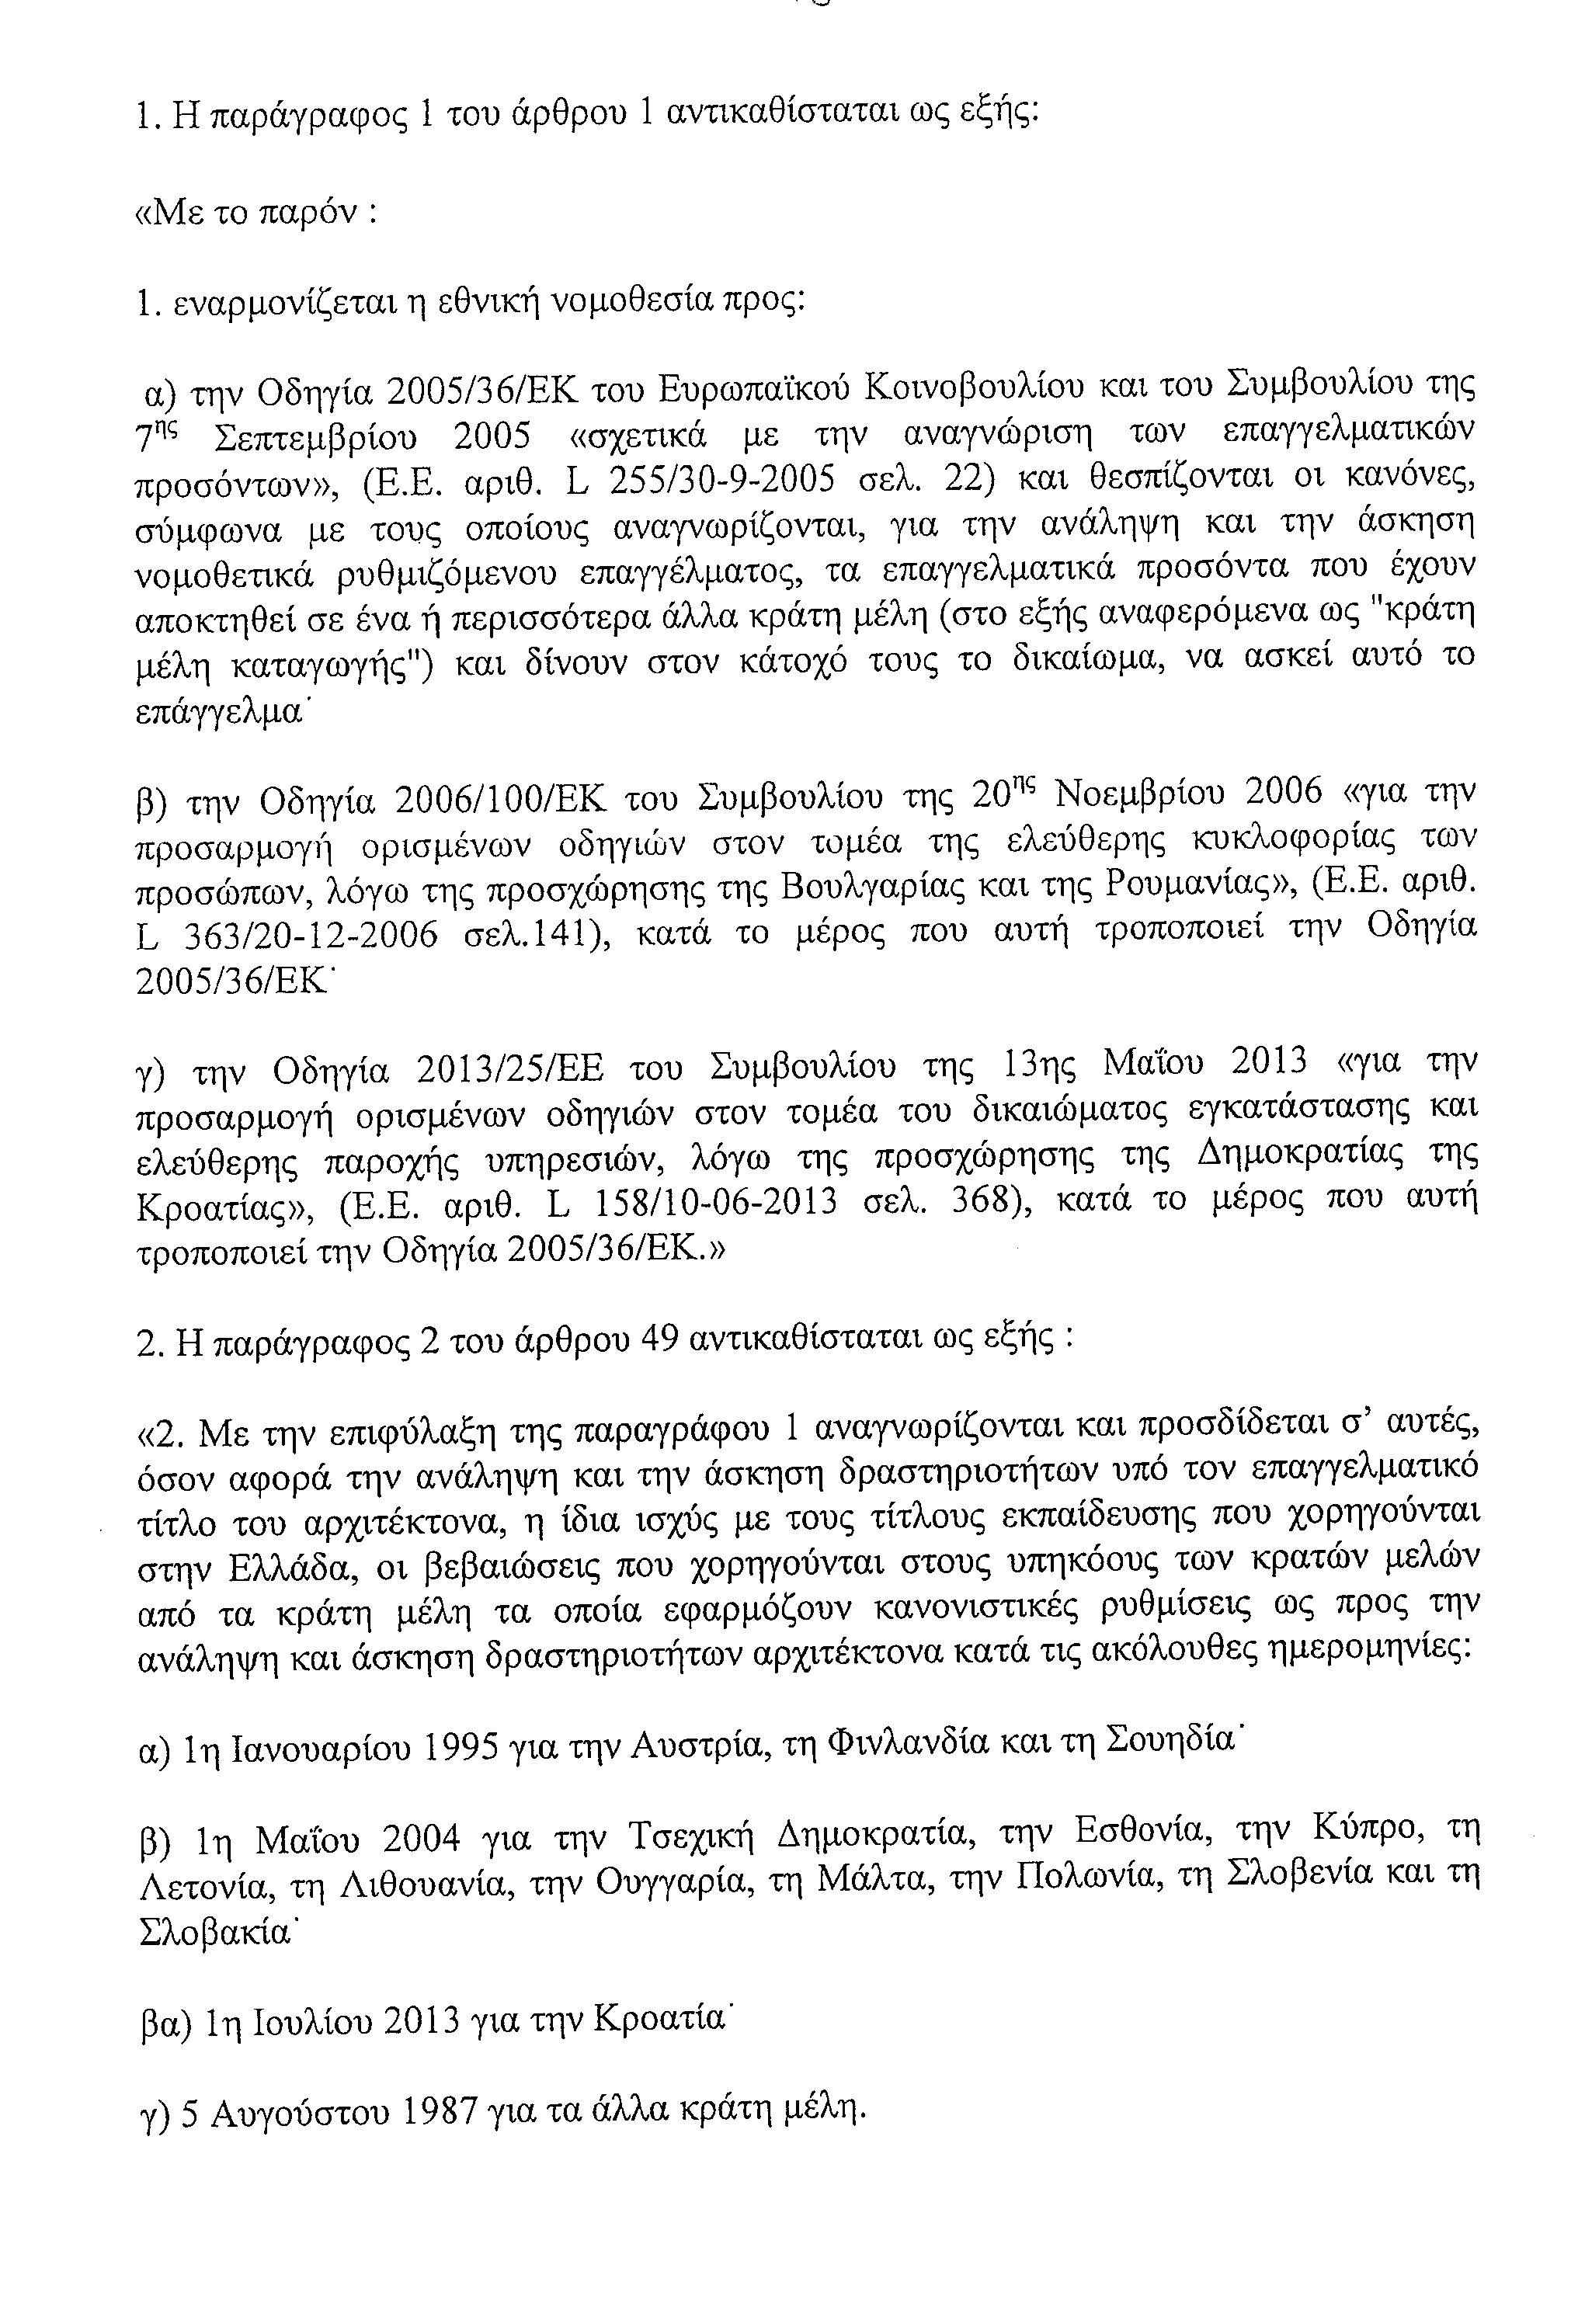 1. Η παράγραφος 1 του άρθρου 1 αντικαθίσταται ως εξής:
«Με το παρόν :
1. εναρμονίζεται η εθνική νομοθεσία προς:
α) την Οδηγία 2005/36/ΕΚ του Ευρωπαϊκού Κοινοβουλίου και του Συμβουλίου της
7ης Σεπτεμβρίου 2005 «σχετικά με την αναγνώριση των επαγγελματικών
προσόντων», (Ε.Ε. αριθ. L 255/30-9-2005 σελ. 22) και θεσπίζονται οι κανόνες,
σύμφωνα με τους οποίους αναγνωρίζονται, για την ανάληψη και την άσκηση
νομοθετικά ρυθμιζόμενου επαγγέλματος, τα επαγγελματικά προσόντα που έχουν
αποκτηθεί σε ένα ή περισσότερα άλλα κράτη μέλη (στο εξής αναφερόμενα ως "κράτη
μέλη καταγωγής") και δίνουν στον κάτοχό τους το δικαίωμα, να ασκεί αυτό το
επάγγελμα˙
β) την Οδηγία 2006/100/ΕΚ του Συμβουλίου της 20ης Νοεμβρίου 2006 «για την
προσαρμογή ορισμένων οδηγιών στον τομέα της ελεύθερης κυκλοφορίας των
προσώπων, λόγω της προσχώρησης της Βουλγαρίας και της Ρουμανίας», (Ε.Ε. αριθ.
L 363/20-12-2006 σελ.141), κατά το μέρος που αυτή τροποποιεί την Οδηγία
2005/36/ΕΚ˙
γ) την Οδηγία 2013/25/ΕΕ του Συμβουλίου της 13ης Μαΐου 2013 «για την
προσαρμογή ορισμένων οδηγιών στον τομέα του δικαιώματος εγκατάστασης και
ελεύθερης παροχής υπηρεσιών, λόγω της προσχώρησης της Δημοκρατίας της
Κροατίας», (Ε.Ε. αριθ. L 158/10-06-2013 σελ. 368), κατά το μέρος που αυτή
τροποποιεί την Οδηγία 2005/36/ΕΚ.»
2. Η παράγραφος 2 του άρθρου 49 αντικαθίσταται ως εξής :
«2. Με την επιφύλαξη της παραγράφου 1 αναγνωρίζονται και προσδίδεται σ’ αυτές,
όσον αφορά την ανάληψη και την άσκηση δραστηριοτήτων υπό τον επαγγελματικό
τίτλο του αρχιτέκτονα, η ίδια ισχύς με τους τίτλους εκπαίδευσης που χορηγούνται
στην Ελλάδα, οι βεβαιώσεις που χορηγούνται στους υπηκόους των κρατών μελών
από τα κράτη μέλη τα οποία εφαρμόζουν κανονιστικές ρυθμίσεις ως προς την
ανάληψη και άσκηση δραστηριοτήτων αρχιτέκτονα κατά τις ακόλουθες ημερομηνίες:
α) 1η Ιανουαρίου 1995 για την Αυστρία, τη Φινλανδία και τη Σουηδία˙
β) 1η Μαΐου 2004 για την Τσεχική Δημοκρατία, την Εσθονία, την Κύπρο, τη
Λετονία, τη Λιθουανία, την Ουγγαρία, τη Μάλτα, την Πολωνία, τη Σλοβενία και τη
Σλοβακία˙
βα) 1η Ιουλίου 2013 για την Κροατία˙
γ) 5 Αυγούστου 1987 για τα άλλα κράτη μέλη.